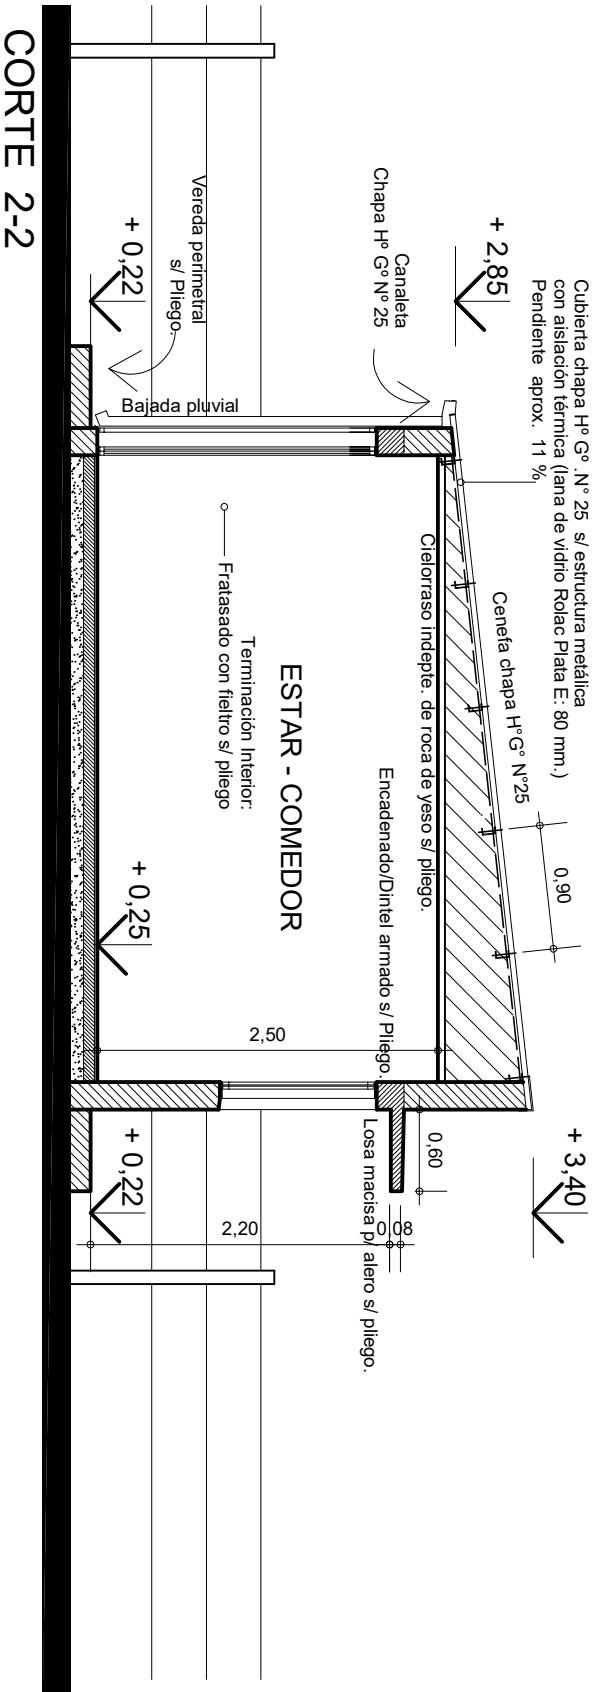 Cubierta chapa Hº Gº .N° 25 s/ estructura metálica
con aislación térmica (lana de vidrio Rolac Plata E: 80 mm.)
Pendiente aprox. 11 %
+ 2,85
+ 3,40
Canaleta
Chapa Hº Gº Nº 25
Cenefa chapa H°G° N°25
0,90
Cielorraso indepte. de roca de yeso s/ pliego.
Encadenado/Dintel armado s/ Pliego.
0,60
Losa macisa p/ alero s/ pliego.
0,08
Bajada pluvial
ESTAR - COMEDOR
2,50
2,20
Terminación Interior:
Fratasado con fieltro s/ pliego
Vereda perimetral
s/ Pliego.
+ 0,22
+ 0,25
+ 0,22
CORTE 2-2